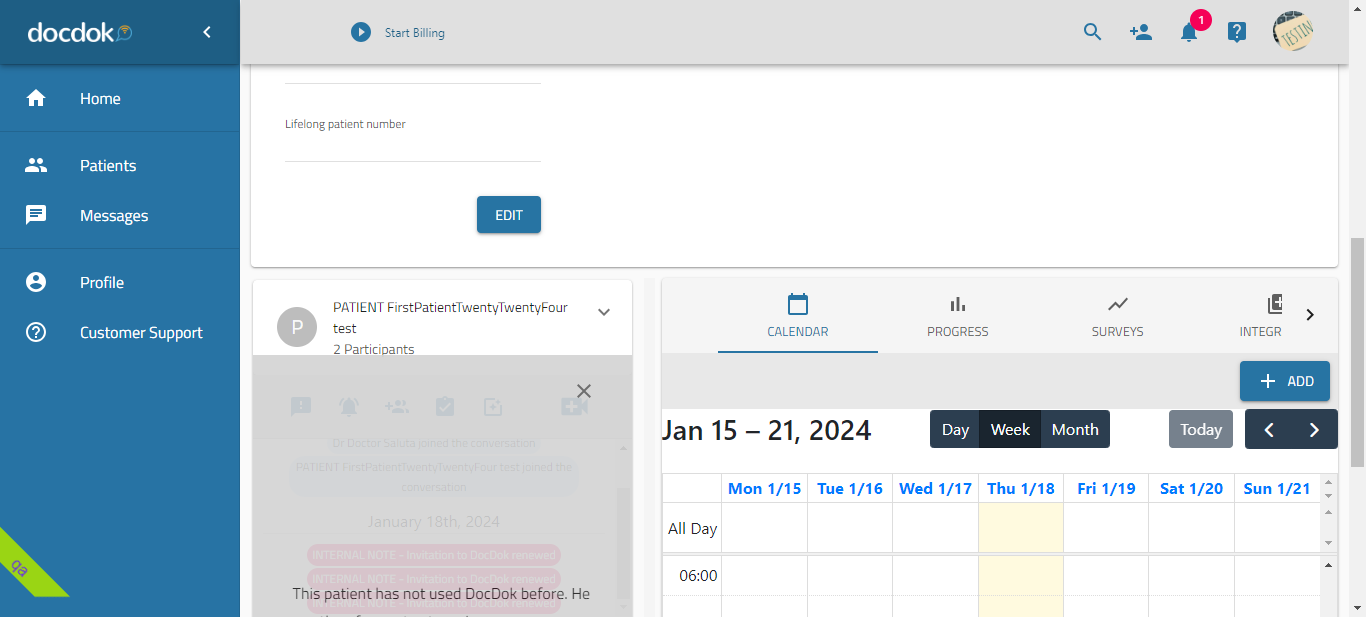 docdok
Start Billing
1
TESTIN
Home
Patients
Messages
Profile
Customer Support
qa
Lifelong patient number
EDIT
P
PATIENT FirstPatientTwentyTwentyFour
test
2 Participants
Dr Doctor Saluta joined the conversation
PATIENT FirstPatientTwentyTwentyFour test joined the
conversation
January 18th, 2024
INTERNAL NOTE - Invitation to DocDok renewed
INTERNAL NOTE - Invitation to DocDok renewed
This patient has not used DocDok before. He
INTERNAL NOTE - Invitation to DocDok renewed
CALENDAR
PROGRESS
SURVEYS
INTEGR
ADD
Jan 15 – 21, 2024
Day Week Month
Today
Mon 1/15 Tue 1/16 Wed 1/17 Thu 1/18 Fri 1/19 Sat 1/20 Sun 1/21
All Day
06:00